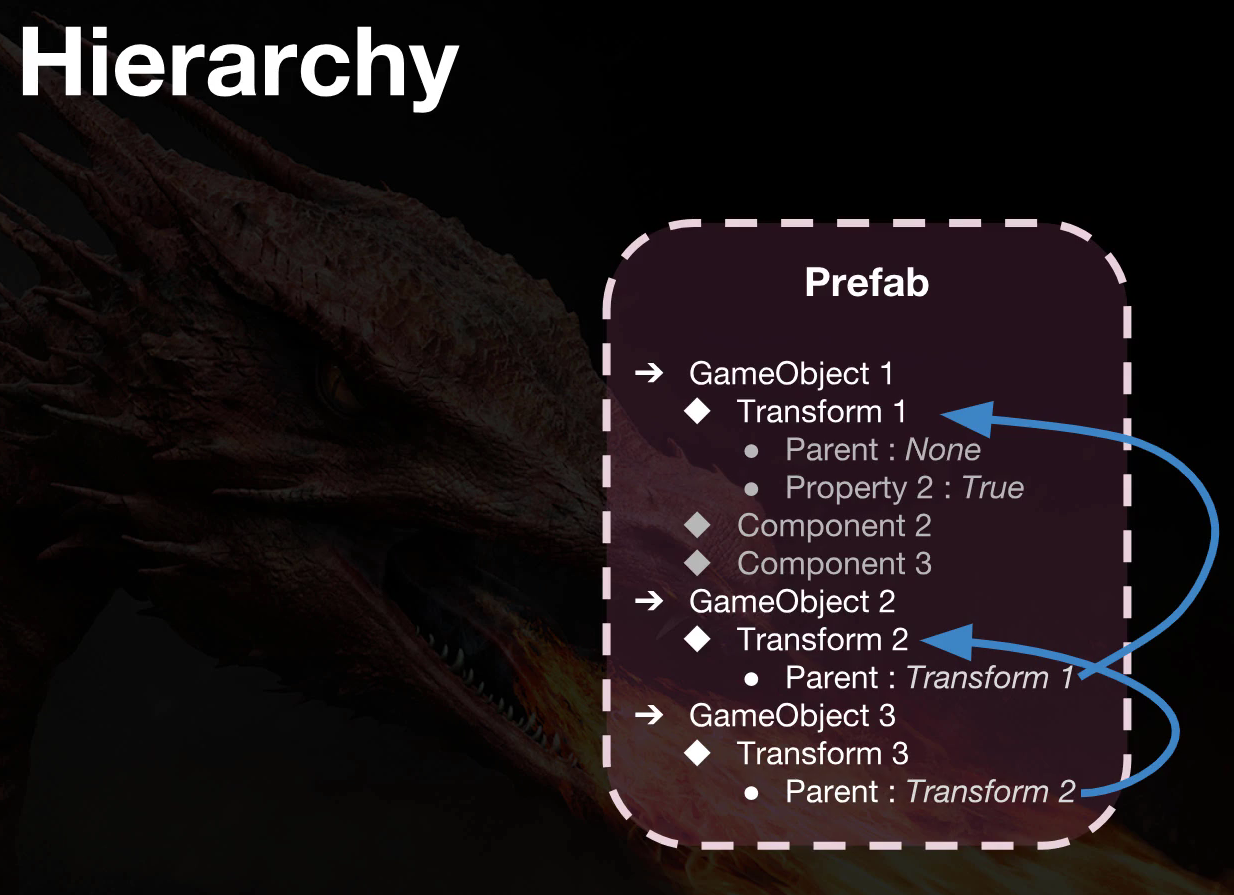 Hierarchy
Prefab
➔ GameObject 1
◆ Transform 1
● Parent : None
● Property 2 : True
◆ Component 2
◆ Component 3
➔ GameObject 2
◆ Transform 2
● Parent : Transform 1
➔ GameObject 3
◆ Transform 3
● Parent : Transform 2